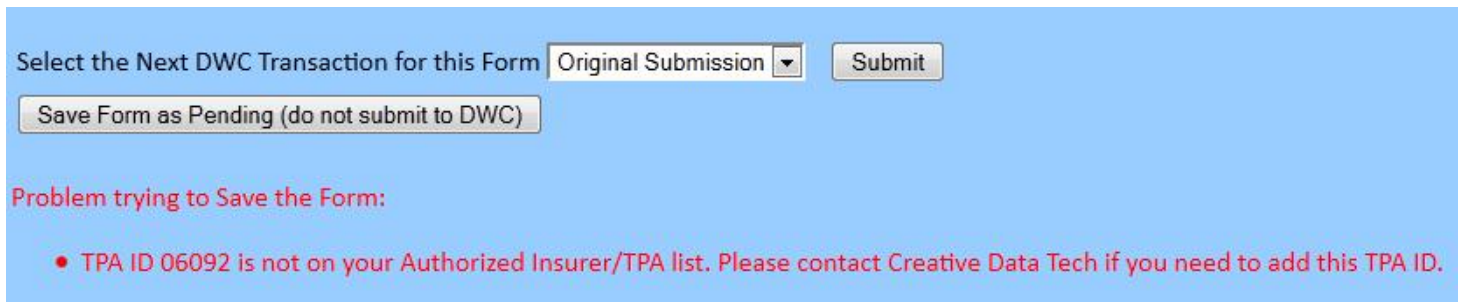 Select the Next DWC Transaction for this Form Original Submission Submit
Save Form as Pending (do not submit to DWC)
Problem trying to Save the Form:
• TPA ID 06092 is not on your Authorized Insurer/TPA list. Please contact Creative Data Tech if you need to add this TPA ID.